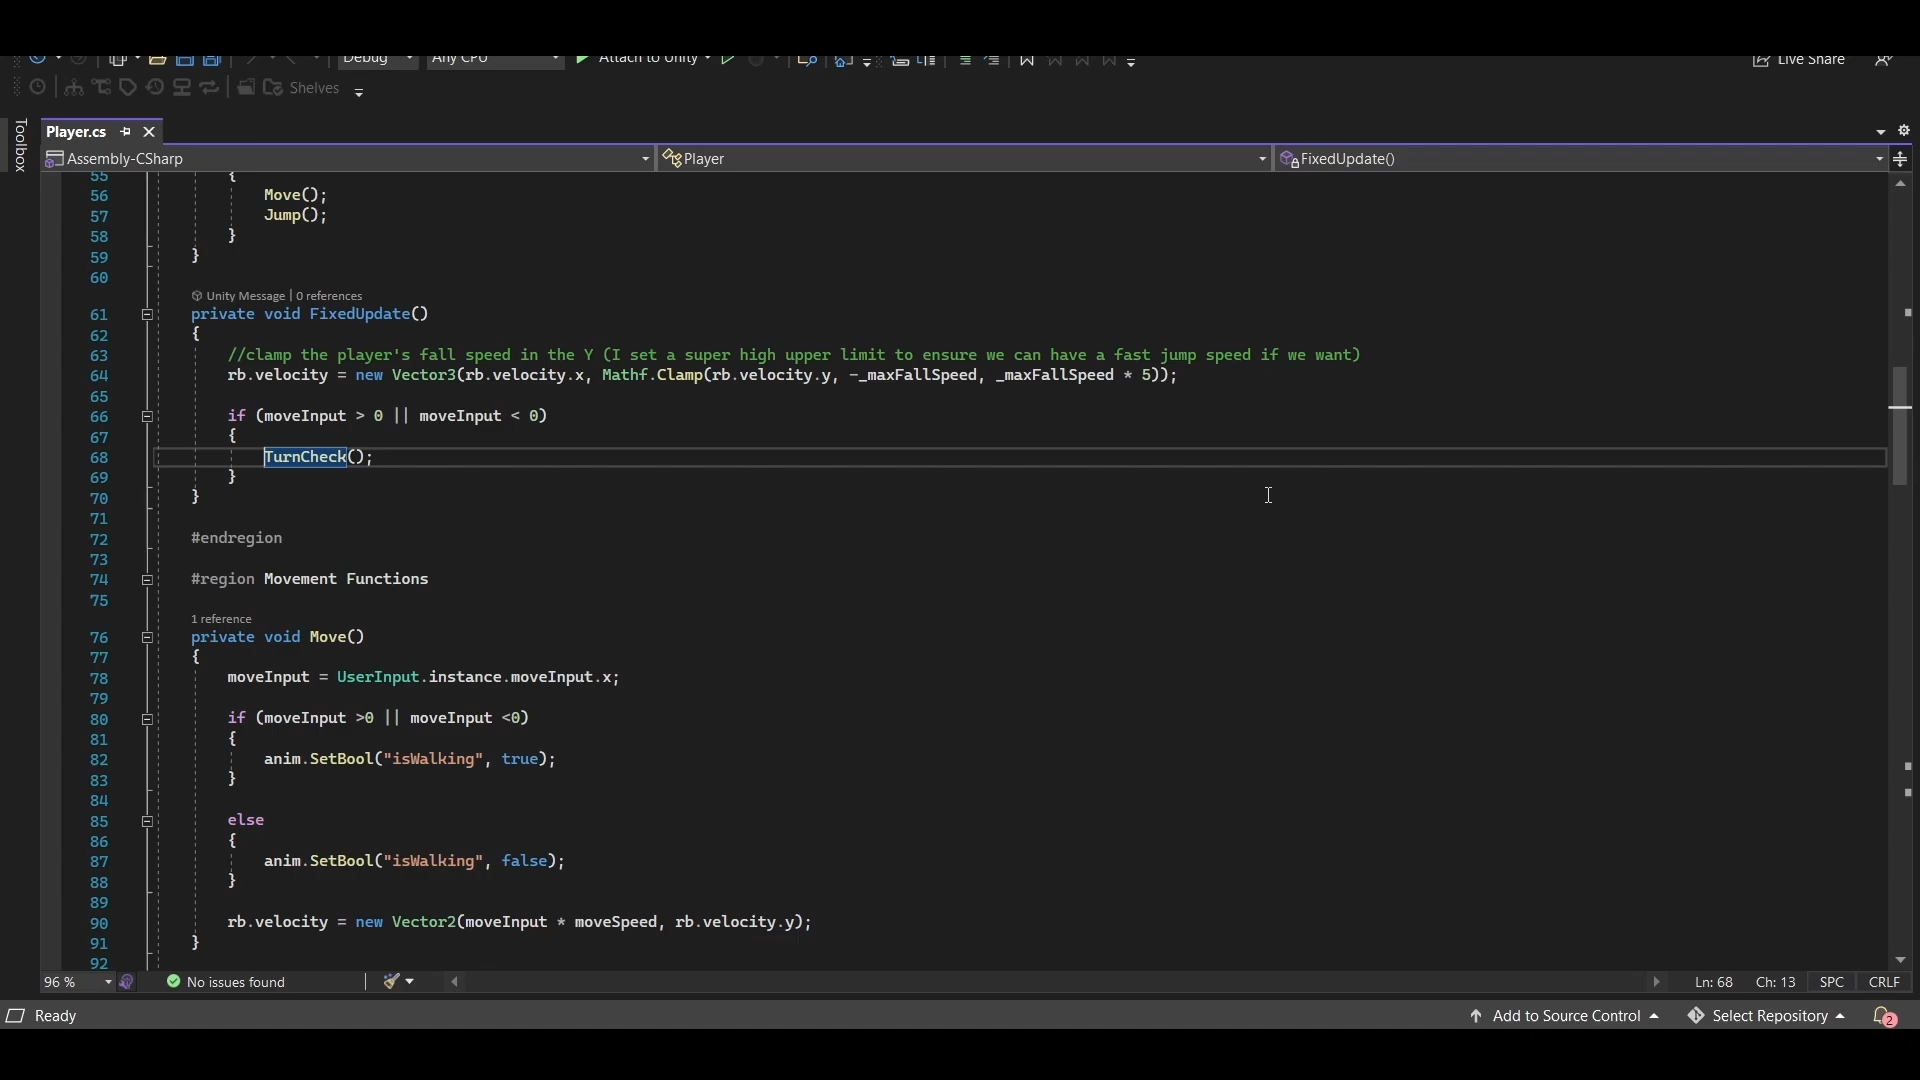 Debug Any CPU Attach to Unity Live Share
Shelves
Toolbox
Player.cs
Assembly-CSharp Player FixedUpdate()
55 {
56 Move();
57 Jump();
58 }
59 }
60
Unity Message | 0 references
61 private void FixedUpdate()
62 {
63 //clamp the player's fall speed in the Y (I set a super high upper limit to ensure we can have a fast jump speed if we want)
64 rb.velocity = new Vector3(rb.velocity.x, Mathf.Clamp(rb.velocity.y, -_maxFallSpeed, _maxFallSpeed * 5));
65
66 if (moveInput > 0 || moveInput < 0)
67 {
68 TurnCheck();
69 }
70 }
71
72 #endregion
73
74 #region Movement Functions
75
1 reference
76 private void Move()
77 {
78 moveInput = UserInput.instance.moveInput.x;
79
80 if (moveInput >0 || moveInput <0)
81 {
82 anim.SetBool("isWalking", true);
83 }
84
85 else
86 {
87 anim.SetBool("isWalking", false);
88 }
89
90 rb.velocity = new Vector2(moveInput * moveSpeed, rb.velocity.y);
91 }
92
96 % No issues found Ln: 68 Ch: 13 SPC CRLF
Ready Add to Source Control Select Repository 2